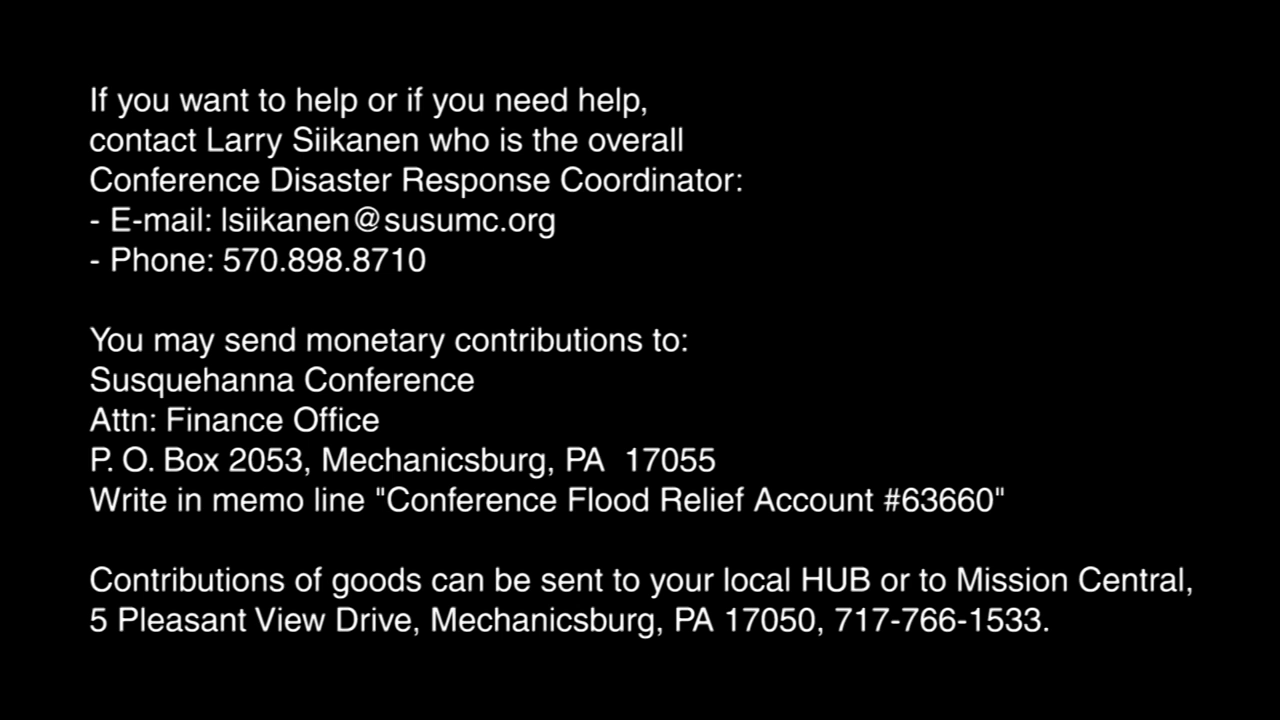 If you want to help or if you need help,
contact Larry Siikanen who is the overall
Conference Disaster Response Coordinator:
- E-mail: lsiikanen@susumc.org
- Phone: 570.898.8710
You may send monetary contributions to:
Susquehanna Conference
Attn: Finance Office
P. O. Box 2053, Mechanicsburg, PA  17055
Write in memo line "Conference Flood Relief Account #63660"
Contributions of goods can be sent to your local HUB or to Mission Central,
5 Pleasant View Drive, Mechanicsburg, PA 17050, 717-766-1533.